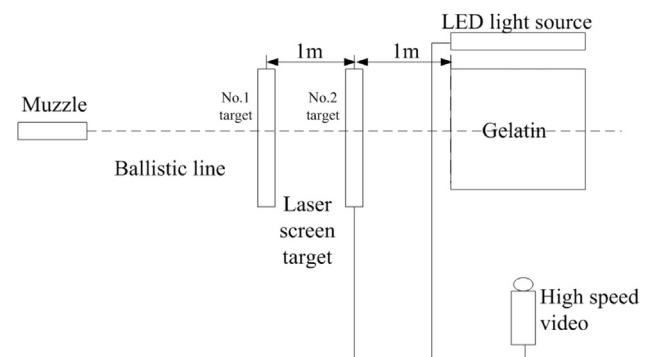 LED light source
1m
1m
No.1
target
No.2
target
Muzzle
Gelatin
Ballistic line
Laser
screen
target
High speed
video